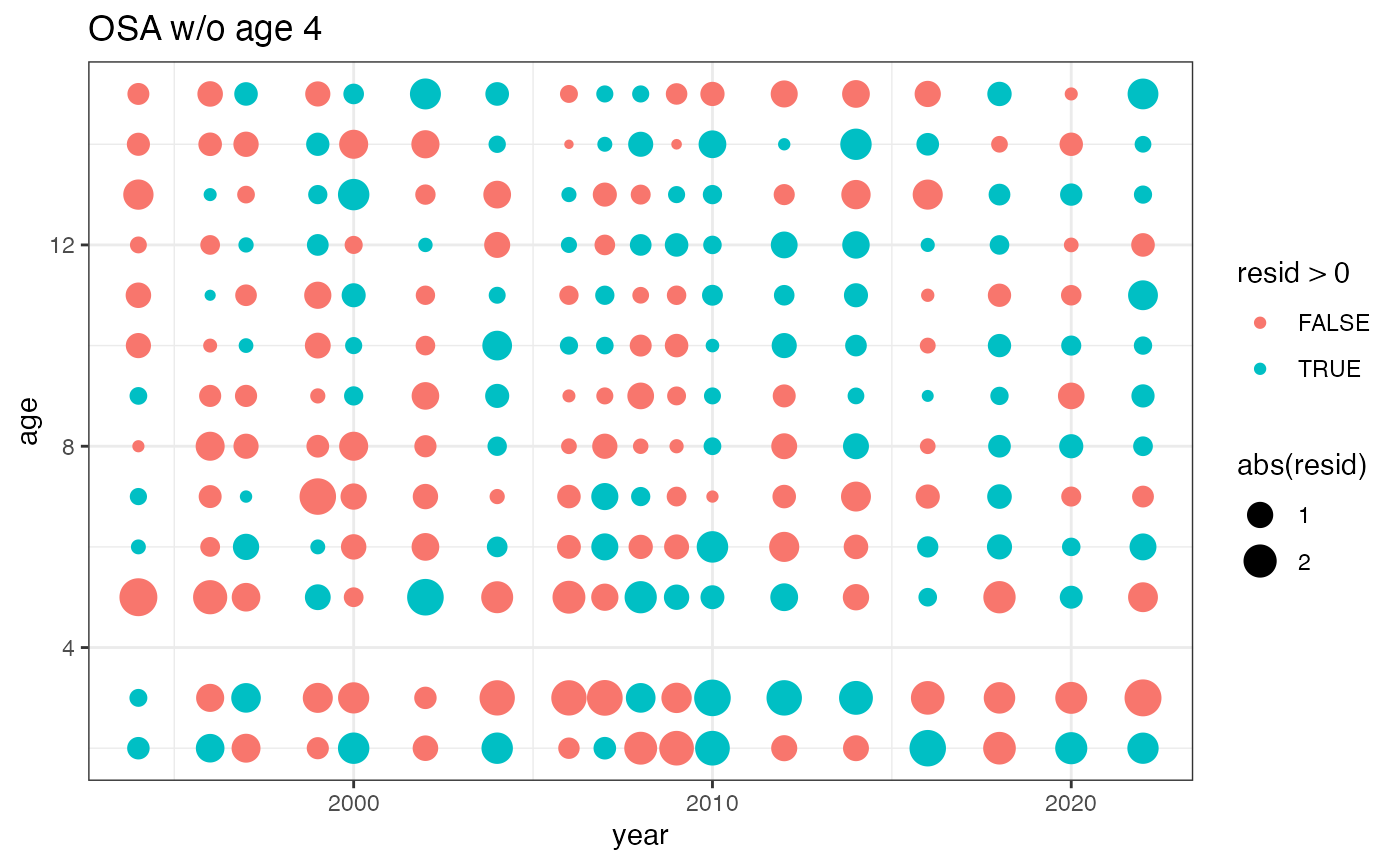 OSA w/o age 4
age
12
8
4
2000
2010
2020
year
resid > 0
FALSE
TRUE
abs(resid)
1
2